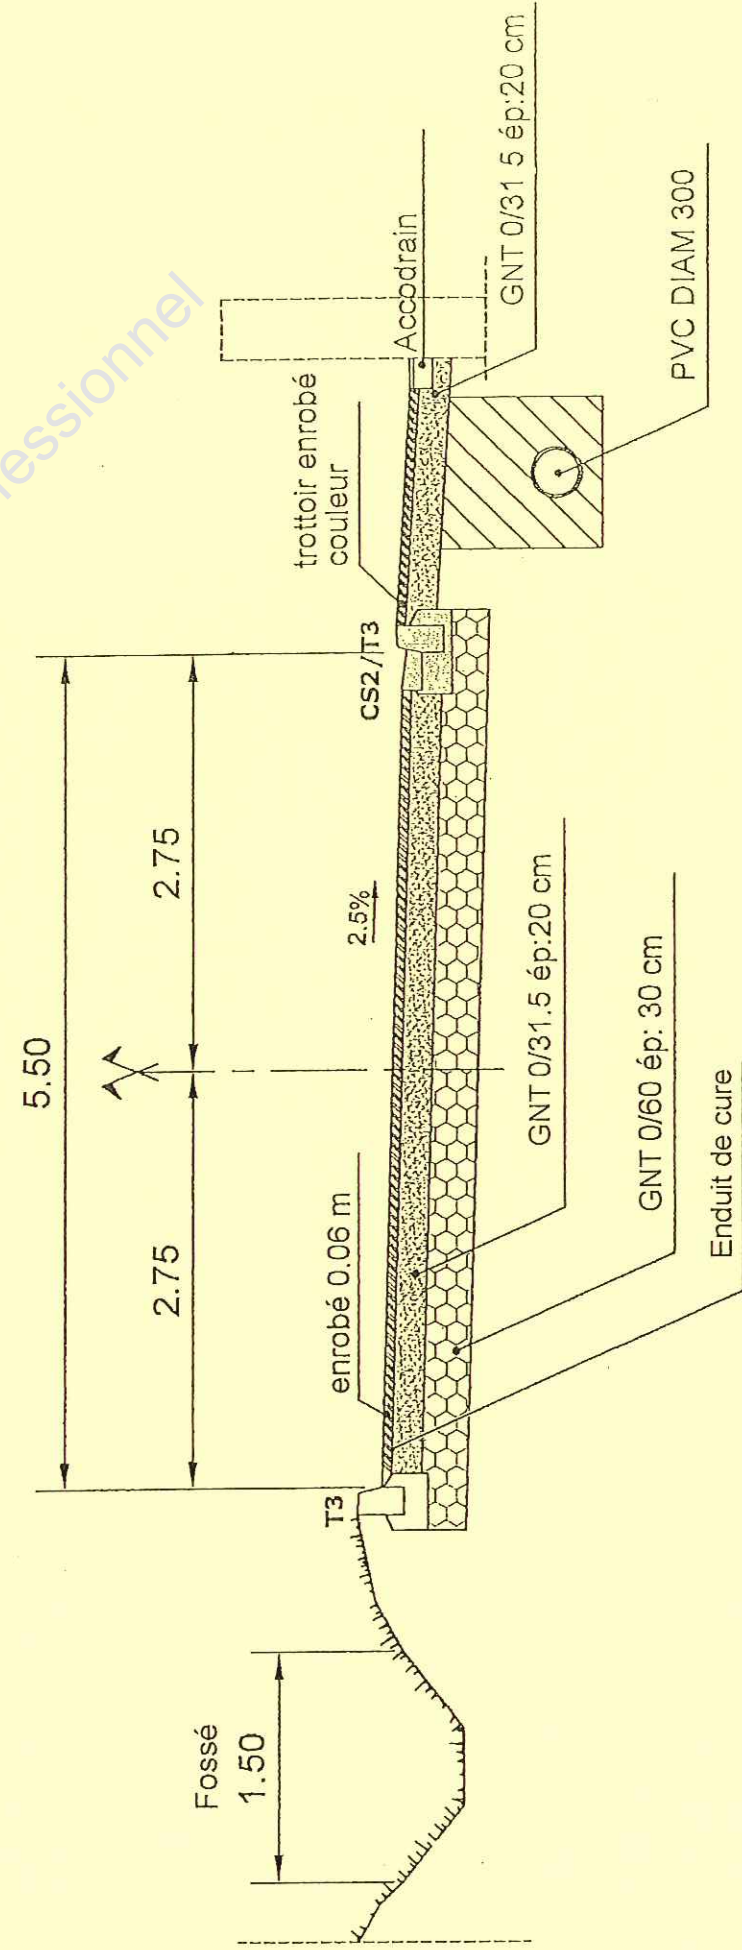 Fossé
1.50
5.50
2.75
2.75
T3
enrobé 0.06 m
2.5%
CS2/T3
trottoir enrobé
couleur
Accodrain
GNT 0/31 5 ép:20 cm
PVC DIAM 300
GNT 0/31.5 ép:20 cm
GNT 0/60 ép: 30 cm
Enduit de cure
essionnel